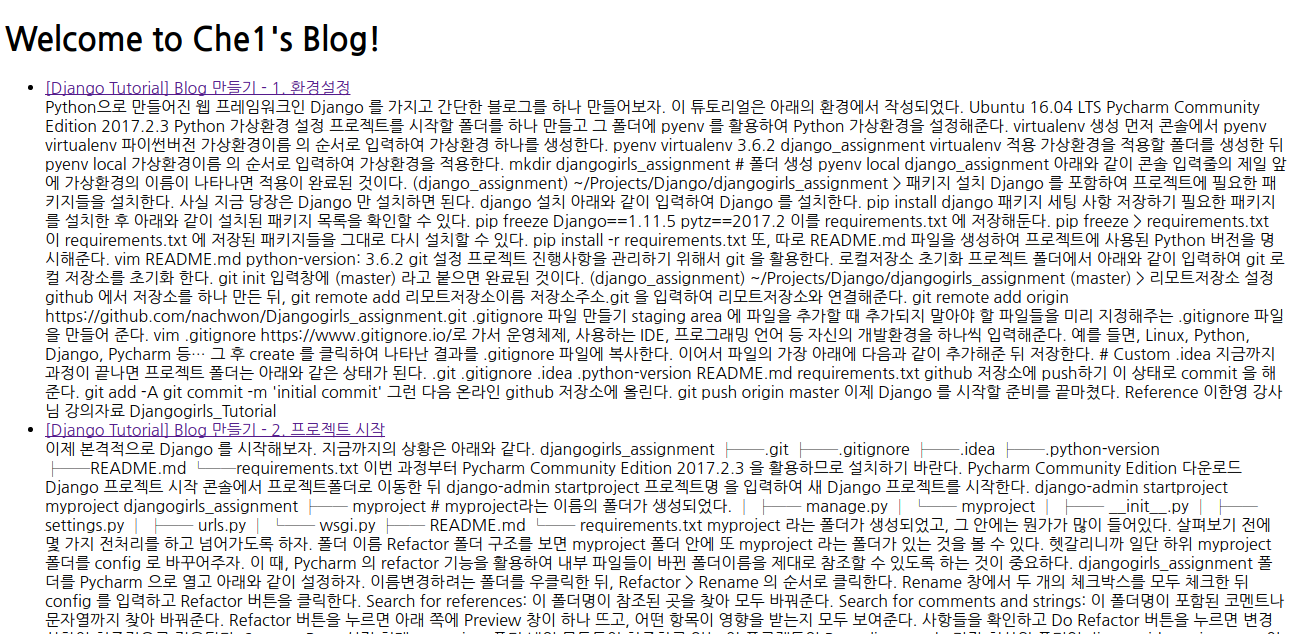 Welcome to Che1's Blog!
[Django Tutorial] Blog 만들기 - 1. 환경설정
Python으로 만들어진 웹 프레임워크인 Django 를 가지고 간단한 블로그를 하나 만들어보자. 이 튜토리얼은 아래의 환경에서 작성되었다. Ubuntu 16.04 LTS Pycharm Community
Edition 2017.2.3 Python 가상환경 설정 프로젝트를 시작할 폴더를 하나 만들고 그 폴더에 pyenv 를 활용하여 Python 가상환경을 설정해준다. virtualenv 생성 먼저 콘솔에서 pyenv
virtualenv 파이썬버전 가상환경이름 의 순서로 입력하여 가상환경 하나를 생성한다. pyenv virtualenv 3.6.2 django_assignment virtualenv 적용 가상환경을 적용할 폴더를 생성한 뒤
pyenv local 가상환경이름 의 순서로 입력하여 가상환경을 적용한다. mkdir djangogirls_assignment # 폴더 생성 pyenv local django_assignment 아래와 같이 콘솔 입력줄의 제일 앞
에 가상환경의 이름이 나타나면 적용이 완료된 것이다. (django_assignment) ~/Projects/Django/djangogirls_assignment > 패키지 설치 Django 를 포함하여 프로젝트에 필요한 패
키지들을 설치한다. 사실 지금 당장은 Django 만 설치하면 된다. django 설치 아래와 같이 입력하여 Django 를 설치한다. pip install django 패키지 세팅 사항 저장하기 필요한 패키지
를 설치한 후 아래와 같이 설치된 패키지 목록을 확인할 수 있다. pip freeze Django==1.11.5 pytz==2017.2 이를 requirements.txt 에 저장해둔다. pip freeze > requirements.txt
이 requirements.txt 에 저장된 패키지들을 그대로 다시 설치할 수 있다. pip install -r requirements.txt 또, 따로 README.md 파일을 생성하여 프로젝트에 사용된 Python 버전을 명
시해준다. vim README.md python-version: 3.6.2 git 설정 프로젝트 진행사항을 관리하기 위해서 git 을 활용한다. 로컬저장소 초기화 프로젝트 폴더에서 아래와 같이 입력하여 git 로
컬 저장소를 초기화 한다. git init 입력창에 (master) 라고 붙으면 완료된 것이다. (django_assignment) ~/Projects/Django/djangogirls_assignment (master) > 리모트저장소 설정
github 에서 저장소를 하나 만든 뒤, git remote add 리모트저장소이름 저장소주소.git 을 입력하여 리모트저장소와 연결해준다. git remote add origin
https://github.com/nachwon/Djangogirls_assignment.git .gitignore 파일 만들기 staging area 에 파일을 추가할 때 추가되지 말아야 할 파일들을 미리 지정해주는 .gitignore 파일
을 만들어 준다. vim .gitignore https://www.gitignore.io/로 가서 운영체제, 사용하는 IDE, 프로그래밍 언어 등 자신의 개발환경을 하나씩 입력해준다. 예를 들면, Linux, Python,
Django, Pycharm 등… 그 후 create 를 클릭하여 나타난 결과를 .gitignore 파일에 복사한다. 이어서 파일의 가장 아래에 다음과 같이 추가해준 뒤 저장한다. # Custom .idea 지금까지
과정이 끝나면 프로젝트 폴더는 아래와 같은 상태가 된다. .git .gitignore .idea .python-version README.md requirements.txt github 저장소에 push하기 이 상태로 commit 을 해
준다. git add -A git commit -m 'initial commit' 그런 다음 온라인 github 저장소에 올린다. git push origin master 이제 Django 를 시작할 준비를 끝마쳤다. Reference 이한영 강사
님 강의자료 Djangogirls_Tutorial
[Django Tutorial] Blog 만들기 - 2. 프로젝트 시작
이제 본격적으로 Django 를 시작해보자. 지금까지의 상황은 아래와 같다. djangogirls_assignment ├──.git ├──.gitignore ├──.idea ├──.python-version
├──README.md └──requirements.txt 이번 과정부터 Pycharm Community Edition 2017.2.3 을 활용하므로 설치하기 바란다. Pycharm Community Edition 다운로드
Django 프로젝트 시작 콘솔에서 프로젝트폴더로 이동한 뒤 django-admin startproject 프로젝트명 을 입력하여 새 Django 프로젝트를 시작한다. django-admin startproject
myproject djangogirls_assignment ├── myproject # myproject라는 이름의 폴더가 생성되었다. │ ├── manage.py │ └── myproject │ ├── __init__.py │ ├──
settings.py │ ├── urls.py │ └── wsgi.py ├── README.md └── requirements.txt myproject 라는 폴더가 생성되었고, 그 안에는 뭔가가 많이 들어있다. 살펴보기 전에
몇 가지 전처리를 하고 넘어가도록 하자. 폴더 이름 Refactor 폴더 구조를 보면 myproject 폴더 안에 또 myproject 라는 폴더가 있는 것을 볼 수 있다. 헷갈리니까 일단 하위 myproject
폴더를 config 로 바꾸어주자. 이 때, Pycharm 의 refactor 기능을 활용하여 내부 파일들이 바뀐 폴더이름을 제대로 참조할 수 있도록 하는 것이 중요하다. djangogirls_assignment 폴
더를 Pycharm 으로 열고 아래와 같이 설정하자. 이름변경하려는 폴더를 우클릭한 뒤, Refactor > Rename 의 순서로 클릭한다. Rename 창에서 두 개의 체크박스를 모두 체크한 뒤
config 를 입력하고 Refactor 버튼을 클릭한다. Search for references: 이 폴더명이 참조된 곳을 찾아 모두 바꿔준다. Search for comments and strings: 이 폴더명이 포함된 코멘트나
문자열까지 찾아 바꿔준다. Refactor 버튼을 누르면 아래 쪽에 Preview 창이 하나 뜨고, 어떤 항목이 영향을 받는지 모두 보여준다. 사항들을 확인하고 Do Refactor 버튼을 누르면 변경